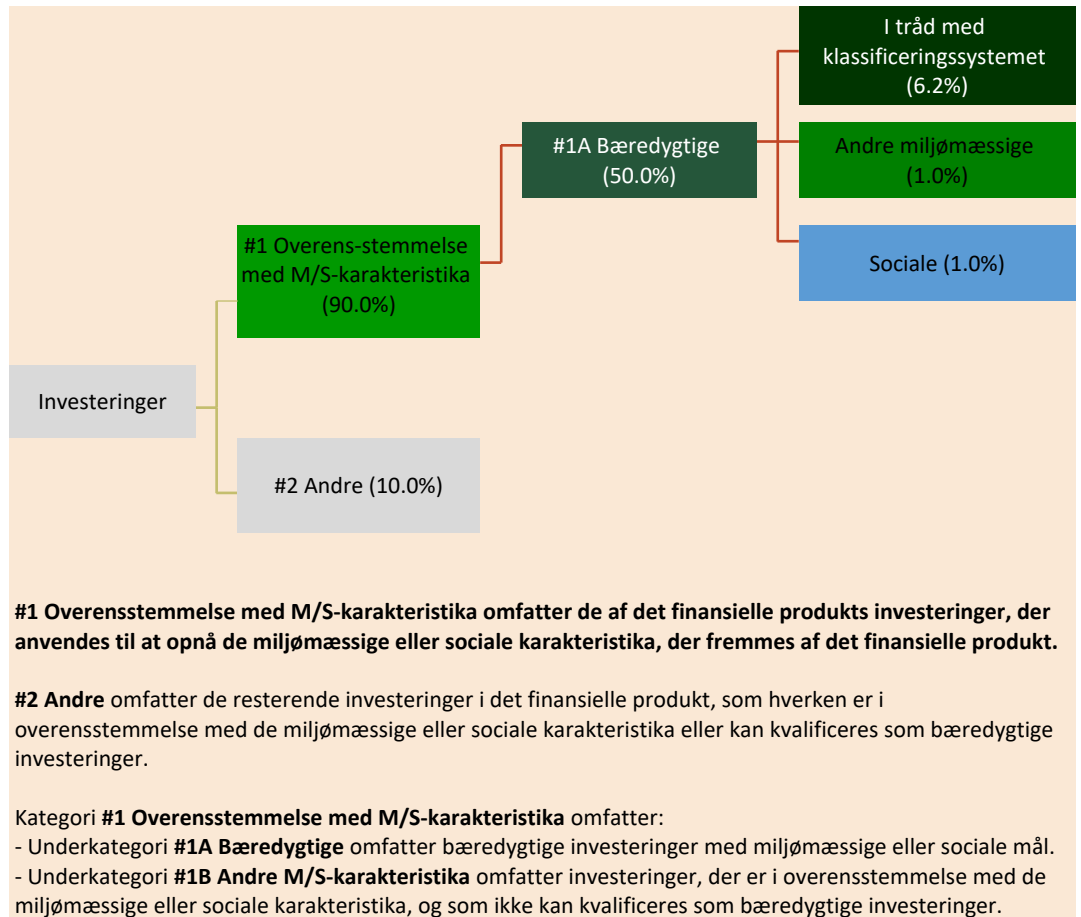 I tråd med
klassificeringssystemet
(6.2%)
#1A Bæredygtige
(50.0%)
Andre miljømæssige
(1.0%)
#1 Overens-stemmelse
med M/S-karakteristika
(90.0%)
Sociale (1.0%)
Investeringer
#2 Andre (10.0%)
#1 Overensstemmelse med M/S-karakteristika omfatter de af det finansielle produkts investeringer, der
anvendes til at opnå de miljømæssige eller sociale karakteristika, der fremmes af det finansielle produkt.
#2 Andre omfatter de resterende investeringer i det finansielle produkt, som hverken er i
overensstemmelse med de miljømæssige eller sociale karakteristika eller kan kvalificeres som bæredygtige
investeringer.
Kategori #1 Overensstemmelse med M/S-karakteristika omfatter:
- Underkategori #1A Bæredygtige omfatter bæredygtige investeringer med miljømæssige eller sociale mål.
- Underkategori #1B Andre M/S-karakteristika omfatter investeringer, der er i overensstemmelse med de
miljømæssige eller sociale karakteristika, og som ikke kan kvalificeres som bæredygtige investeringer.